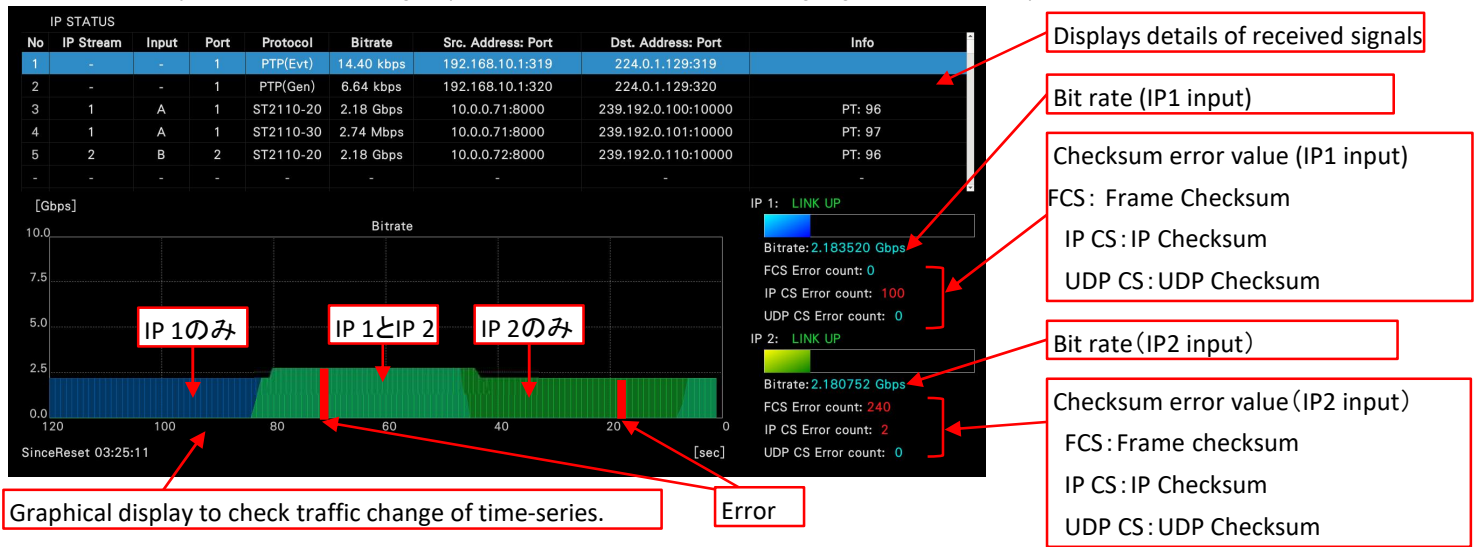 IP STATUS
No IP Stream Input Port Protocol Bitrate Src. Address: Port Dst. Address: Port Info
1 - - 1 PTP(Evt) 14.40 kbps 192.168.10.1:319 224.0.1.129:319
2 - - 1 PTP(Gen) 6.64 kbps 192.168.10.1:320 224.0.1.129:320
3 1 A 1 ST2110-20 2.18 Gbps 10.0.0.71:8000 239.192.0.100:10000 PT: 96
4 1 A 1 ST2110-30 2.74 Mbps 10.0.0.71:8000 239.192.0.101:10000 PT: 97
5 2 B 2 ST2110-20 2.18 Gbps 10.0.0.72:8000 239.192.0.110:10000 PT: 96
- - - - - - - - -
[Gbps]
Bitrate
10.0
7.5
5.0
2.5
0.0
120 100 80 60 40 20 0
SinceReset 03:25:11
[sec]
IP 1のみ
IP 1とIP 2
IP 2のみ
IP 1: LINK UP
Bitrate: 2.183520 Gbps
FCS Error count: 0
IP CS Error count: 100
UDP CS Error count: 0
IP 2: LINK UP
Bitrate: 2.180752 Gbps
FCS Error count: 240
IP CS Error count: 2
UDP CS Error count: 0
Displays details of received signals
Bit rate (IP1 input)
Checksum error value (IP1 input)
FCS： Frame Checksum
IP CS：IP Checksum
UDP CS：UDP Checksum
Bit rate（IP2 input）
Checksum error value（IP2 input）
FCS：Frame checksum
IP CS：IP Checksum
UDP CS：UDP Checksum
Graphical display to check traffic change of time-series.
Error